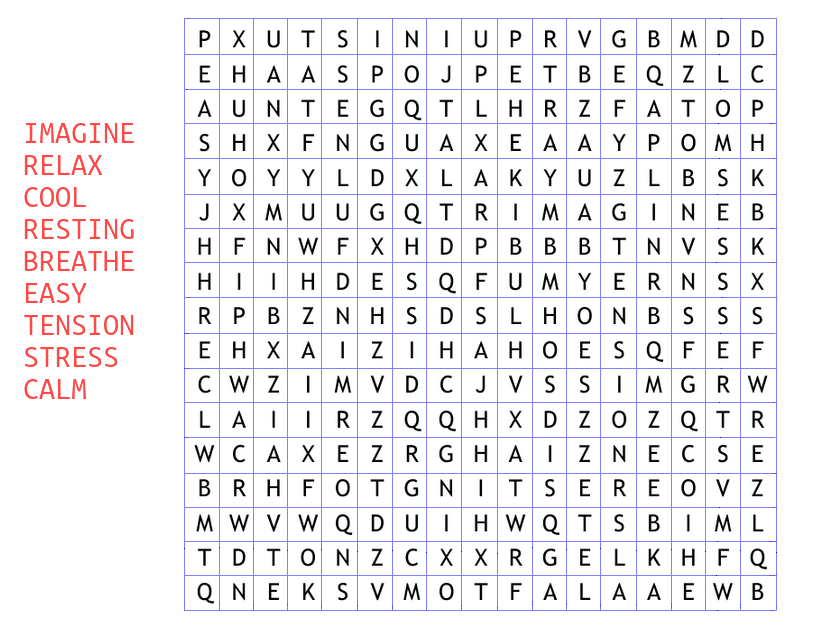 IMAGINE
RELAX
COOL
RESTING
BREATHE
EASY
TENSION
STRESS
CALM
P X U T S I N I U P R V G B M D D
E H A A S P O J P E T B E Q Z L C
A U N T E G Q T L H R Z F A T O P
S H X F N G U A X E A A Y P O M H
Y O Y Y L D X L A K Y U Z L B S K
J X M U U G Q T R I M A G I N E B
H F N W F X H D P B B B T N V S K
H I I H D E S Q F U M Y E R N S X
R P B Z N H S D S L H O N B S S S
E H X A I Z I H A H O E S Q F E F
C W Z I M V D C J V S S I M G R W
L A I I R Z Q Q H X D Z O Z Q T R
W C A X E Z R G H A I Z N E C S E
B R H F O T G N I T S E R E O V Z
M W V W Q D U I H W Q T S B I M L
T D T O N Z C X X R G E L K H F Q
Q N E K S V M O T F A L A A E W B